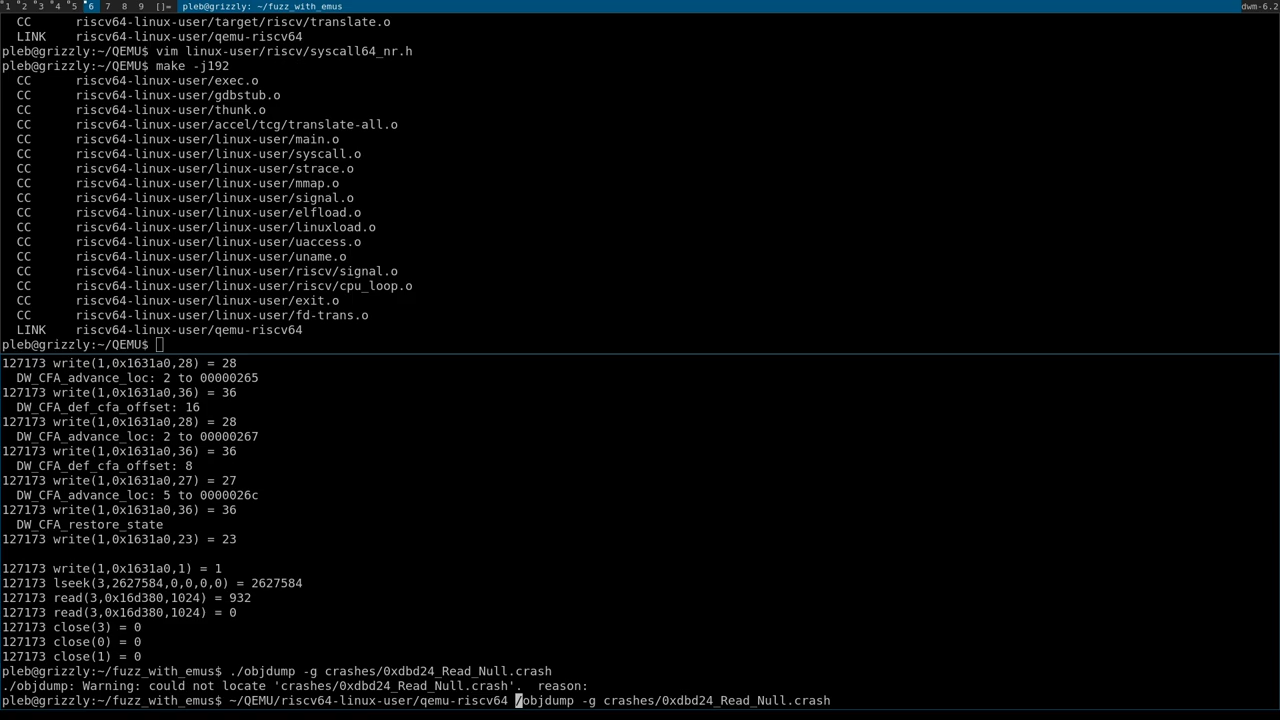 1 2 3 4 5 6 7 8 9 []= pleb@grizzly: ~/fuzz_with_emus dwm-6.2
CC riscv64-linux-user/target/riscv/translate.o
LINK riscv64-linux-user/qemu-riscv64
pleb@grizzly:~/QEMU$ vim linux-user/riscv/syscall64_nr.h
pleb@grizzly:~/QEMU$ make -j192
CC riscv64-linux-user/exec.o
CC riscv64-linux-user/gdbstub.o
CC riscv64-linux-user/thunk.o
CC riscv64-linux-user/accel/tcg/translate-all.o
CC riscv64-linux-user/linux-user/main.o
CC riscv64-linux-user/linux-user/syscall.o
CC riscv64-linux-user/linux-user/strace.o
CC riscv64-linux-user/linux-user/mmap.o
CC riscv64-linux-user/linux-user/signal.o
CC riscv64-linux-user/linux-user/elfload.o
CC riscv64-linux-user/linux-user/linuxload.o
CC riscv64-linux-user/linux-user/uaccess.o
CC riscv64-linux-user/linux-user/uname.o
CC riscv64-linux-user/linux-user/riscv/signal.o
CC riscv64-linux-user/linux-user/riscv/cpu_loop.o
CC riscv64-linux-user/linux-user/exit.o
CC riscv64-linux-user/linux-user/fd-trans.o
LINK riscv64-linux-user/qemu-riscv64
pleb@grizzly:~/QEMU$
127173 write(1,0x1631a0,28) = 28
DW_CFA_advance_loc: 2 to 00000265
127173 write(1,0x1631a0,36) = 36
DW_CFA_def_cfa_offset: 16
127173 write(1,0x1631a0,28) = 28
DW_CFA_advance_loc: 2 to 00000267
127173 write(1,0x1631a0,36) = 36
DW_CFA_def_cfa_offset: 8
127173 write(1,0x1631a0,27) = 27
DW_CFA_advance_loc: 5 to 0000026c
127173 write(1,0x1631a0,36) = 36
DW_CFA_restore_state
127173 write(1,0x1631a0,23) = 23
127173 write(1,0x1631a0,1) = 1
127173 lseek(3,2627584,0,0,0,0) = 2627584
127173 read(3,0x16d380,1024) = 932
127173 read(3,0x16d380,1024) = 0
127173 close(3) = 0
127173 close(0) = 0
127173 close(1) = 0
pleb@grizzly:~/fuzz_with_emus$ ./objdump -g crashes/0xdbd24_Read_Null.crash
./objdump: Warning: could not locate 'crashes/0xdbd24_Read_Null.crash'.  reason:
pleb@grizzly:~/fuzz_with_emus$ ~/QEMU/riscv64-linux-user/qemu-riscv64 /objdump -g crashes/0xdbd24_Read_Null.crash